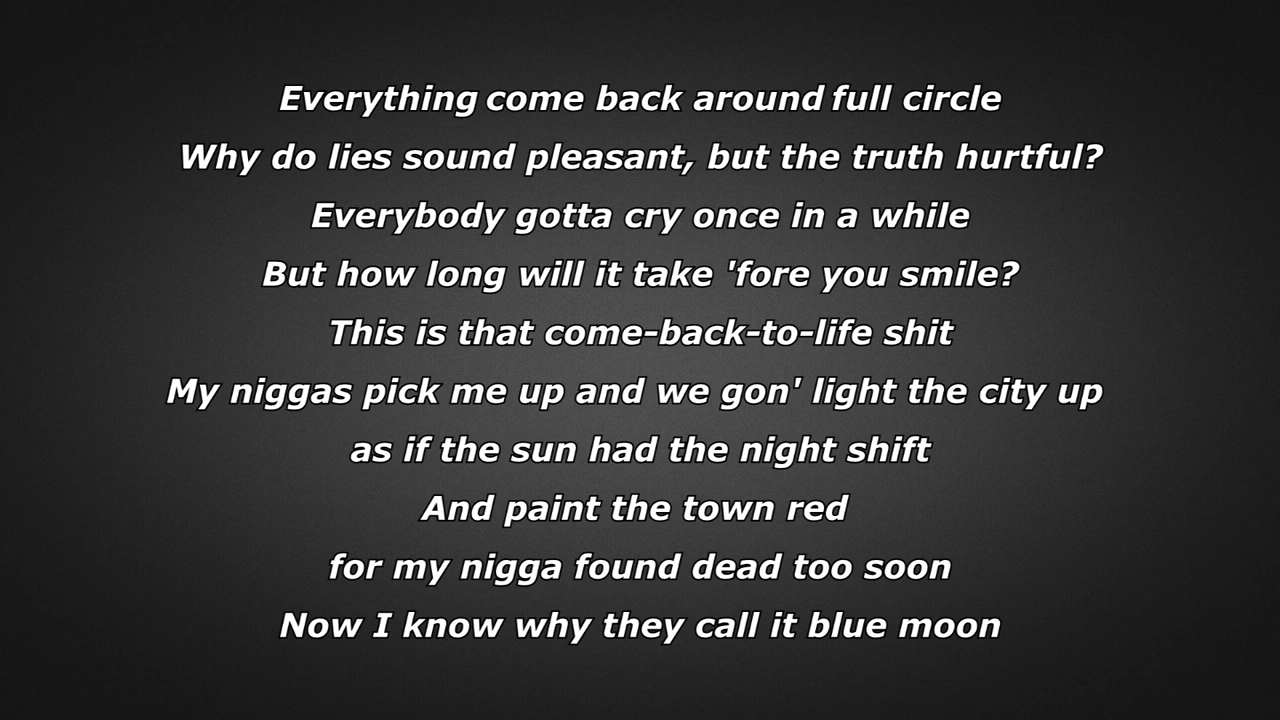 Everything come back around full circle
Why do lies sound pleasant, but the truth hurtful?
Everybody gotta cry once in a while
But how long will it take 'fore you smile?
This is that come-back-to-life shit
My niggas pick me up and we gon' light the city up
as if the sun had the night shift
And paint the town red
for my nigga found dead too soon
Now I know why they call it blue moon